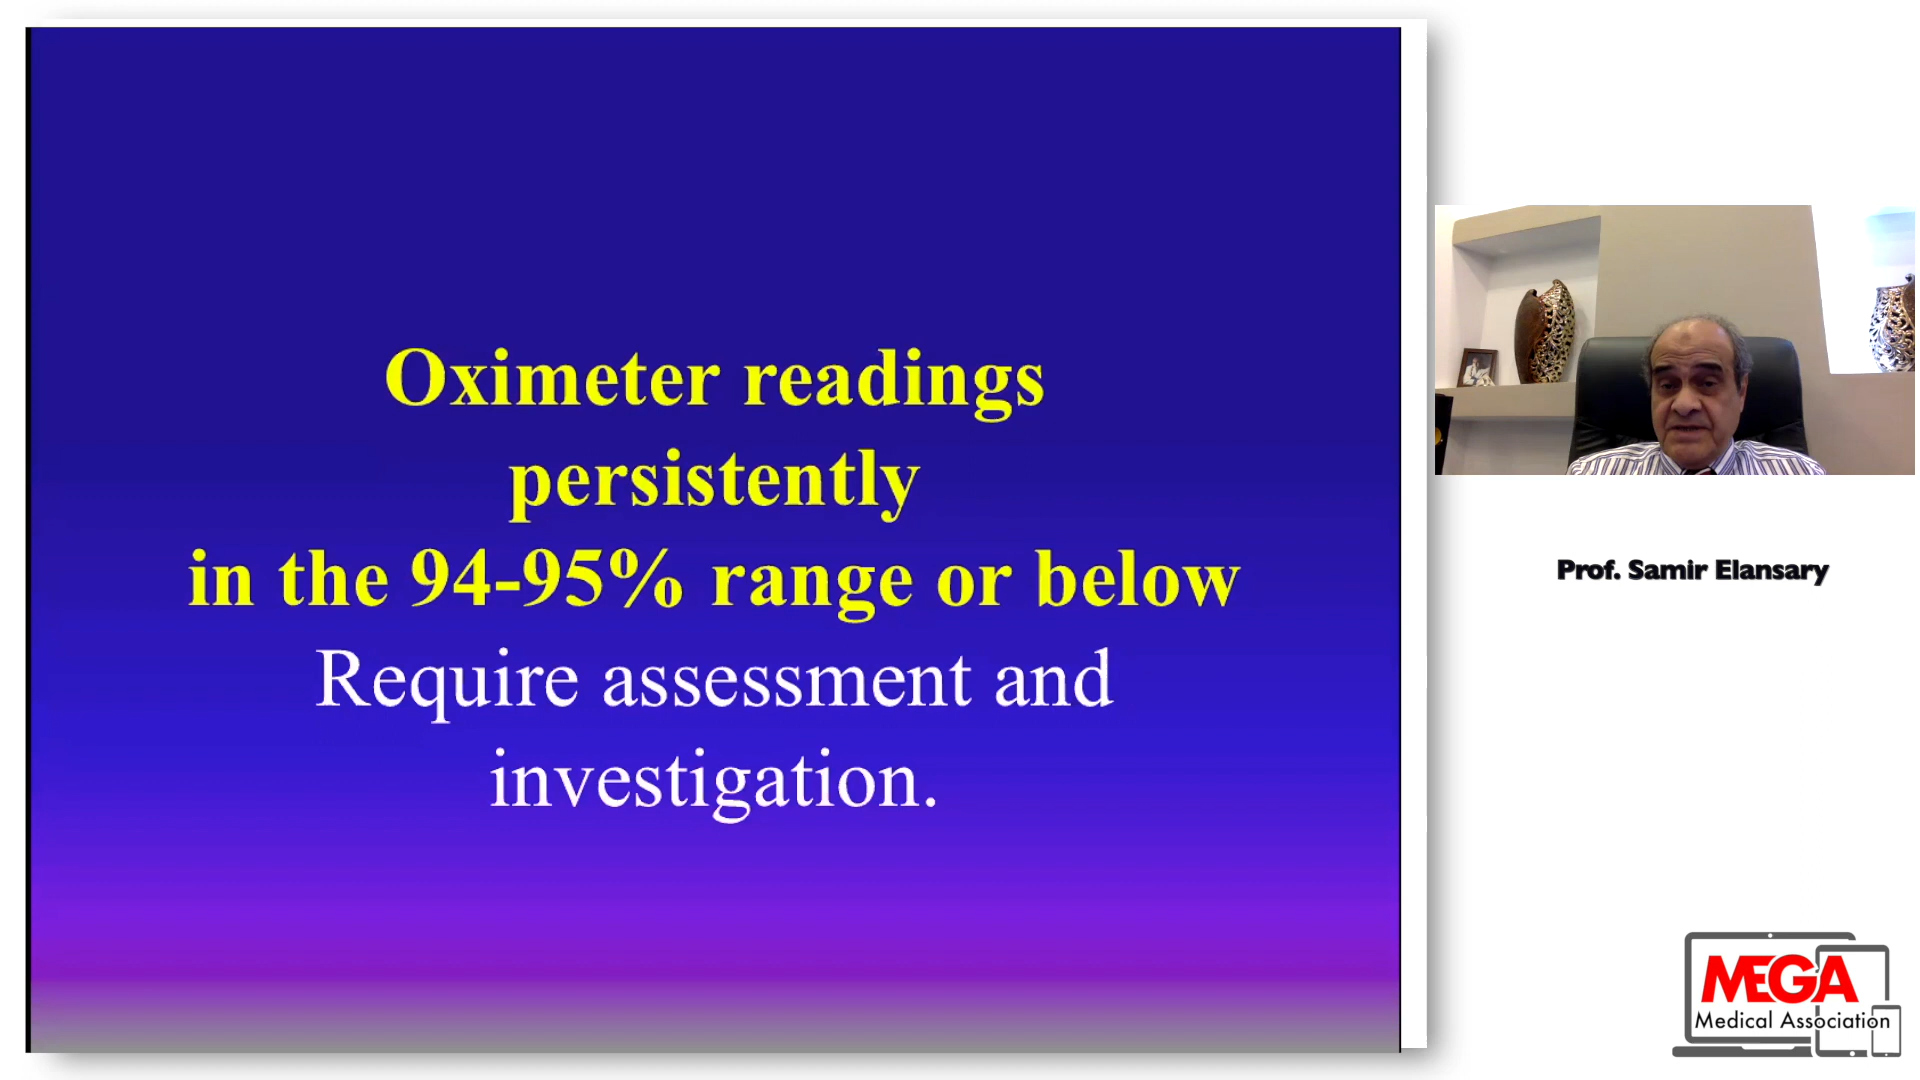 Oximeter readings
persistently
in the 94-95% range or below
Require assessment and
investigation.
Prof. Samir Elansary
MEGA
Medical Association